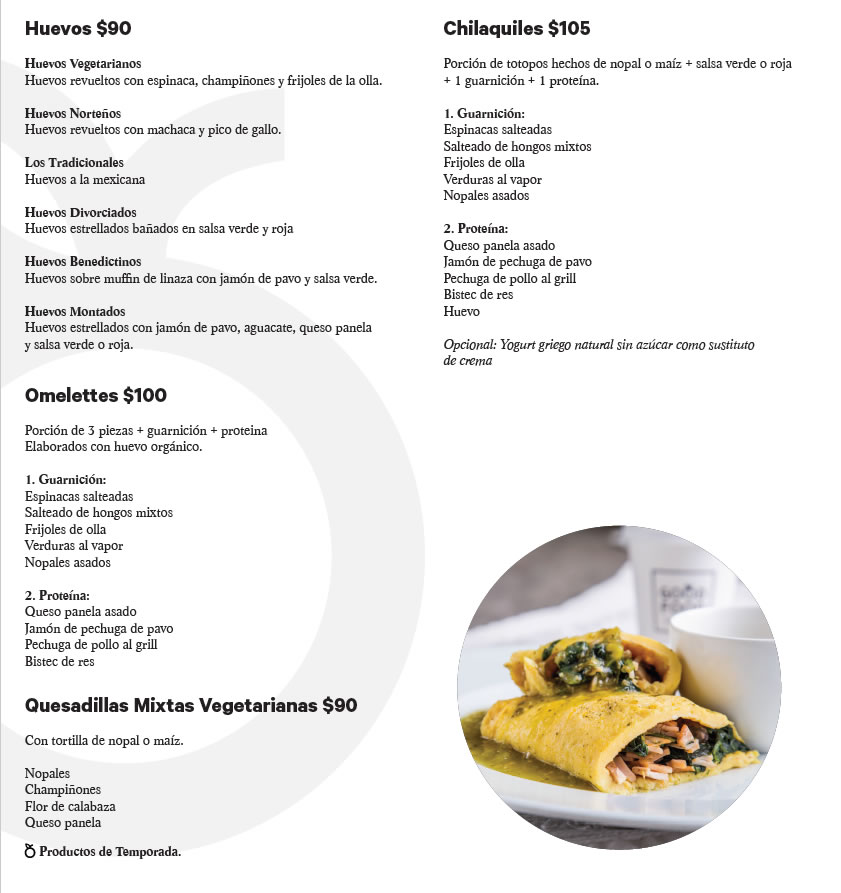 Huevos $90
Huevos Vegetarianos
Huevos revueltos con espinaca, champiñones y frijoles de la olla.
Huevos Norteños
Huevos revueltos con machaca y pico de gallo.
Los Tradicionales
Huevos a la mexicana
Huevos Divorciados
Huevos estrellados bañados en salsa verde y roja
Huevos Benedictinos
Huevos sobre muffin de linaza con jamón de pavo y salsa verde.
Huevos Montados
Huevos estrellados con jamón de pavo, aguacate, queso panela
y salsa verde o roja.
Omelettes $100
Porción de 3 piezas + guarnición + proteina
Elaborados con huevo orgánico.
1. Guarnición:
Espinacas salteadas
Salteado de hongos mixtos
Frijoles de olla
Verduras al vapor
Nopales asados
2. Proteína:
Queso panela asado
Jamón de pechuga de pavo
Pechuga de pollo al grill
Bistec de res
Quesadillas Mixtas Vegetarianas $90
Con tortilla de nopal o maíz.
Nopales
Champiñones
Flor de calabaza
Queso panela
Productos de Temporada.
Chilaquiles $105
Porción de totopos hechos de nopal o maíz + salsa verde o roja
+ 1 guarnición + 1 proteína.
1. Guarnición:
Espinacas salteadas
Salteado de hongos mixtos
Frijoles de olla
Verduras al vapor
Nopales asados
2. Proteína:
Queso panela asado
Jamón de pechuga de pavo
Pechuga de pollo al grill
Bistec de res
Huevo
Opcional: Yogurt griego natural sin azúcar como sustituto
de crema